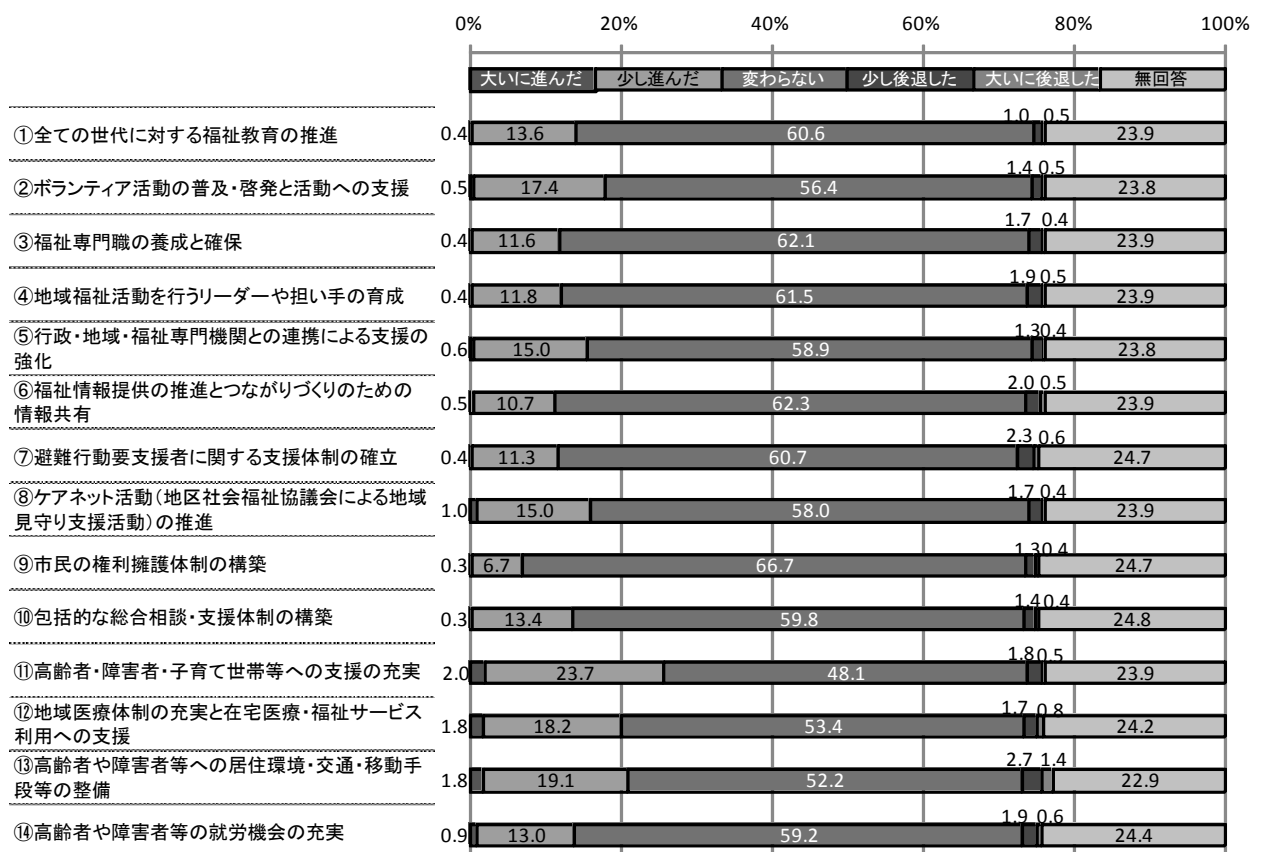 0% 20% 40% 60% 80% 100%
大いに進んだ 少し進んだ 変わらない 少し後退した 大いに後退した 無回答
①全ての世代に対する福祉教育の推進 0.4 13.6 60.6 1.0 0.5 23.9
②ボランティア活動の普及・啓発と活動への支援 0.5 17.4 56.4 1.4 0.5 23.8
③福祉専門職の養成と確保 0.4 11.6 62.1 1.7 0.4 23.9
④地域福祉活動を行うリーダーや担い手の育成 0.4 11.8 61.5 1.9 0.5 23.9
⑤行政・地域・福祉専門機関との連携による支援の
強化 0.6 15.0 58.9 1.3 0.4 23.8
⑥福祉情報提供の推進とつながりづくりのための
情報共有 0.5 10.7 62.3 2.0 0.5 23.9
⑦避難行動要支援者に関する支援体制の確立 0.4 11.3 60.7 2.3 0.6 24.7
⑧ケアネット活動（地区社会福祉協議会による地域
見守り支援活動）の推進 1.0 15.0 58.0 1.7 0.4 23.9
⑨市民の権利擁護体制の構築 0.3 6.7 66.7 1.3 0.4 24.7
⑩包括的な総合相談・支援体制の構築 0.3 13.4 59.8 1.4 0.4 24.8
⑪高齢者・障害者・子育て世帯等への支援の充実 2.0 23.7 48.1 1.8 0.5 23.9
⑫地域医療体制の充実と在宅医療・福祉サービス
利用への支援 1.8 18.2 53.4 1.7 0.8 24.2
⑬高齢者や障害者等への居住環境・交通・移動手
段等の整備 1.8 19.1 52.2 2.7 1.4 22.9
⑭高齢者や障害者等の就労機会の充実 0.9 13.0 59.2 1.9 0.6 24.4